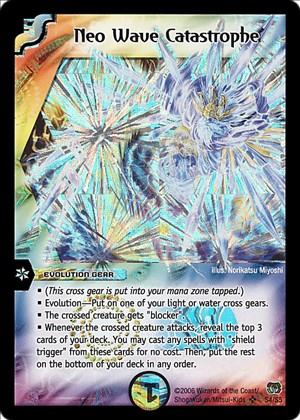 Neo Wave Catastrophe
illus. Norikatsu Miyoshi
EVOLUTION GEAR
▪ (This cross gear is put into your mana zone tapped.)
▪ Evolution—Put on one of your light or water cross gears.
▪ The crossed creature gets "blocker".
▪ Whenever the crossed creature attacks, reveal the top 3
cards of your deck. You may cast any spells with "shield
trigger" from these cards for no cost. Then, put the rest
on the bottom of your deck in any order.
1
©2006 Wizards of the Coast/
Shogakukan/Mitsui-Kids
S4/S5